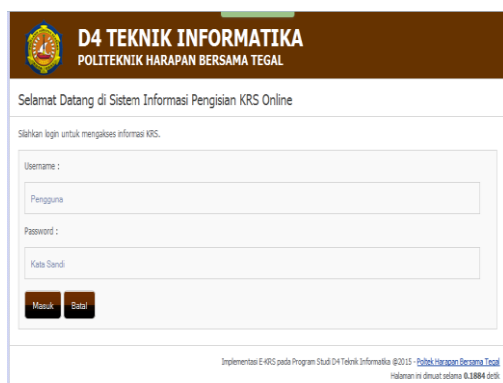 D4 TEKNIK INFORMATIKA
POLITEKNIK HARAPAN BERSAMA TEGAL
Selamat Datang di Sistem Informasi Pengisian KRS Online
Silahkan login untuk mengakses informasi KRS.
Username :
Pengguna
Password :
Kata Sandi
Masuk Batal
Implementasi E-KRS pada Program Studi D4 Teknik Informatika @2015 - Poltek Harapan Bersama Tegal
Halaman ini dimuat selama 0.1884 detik